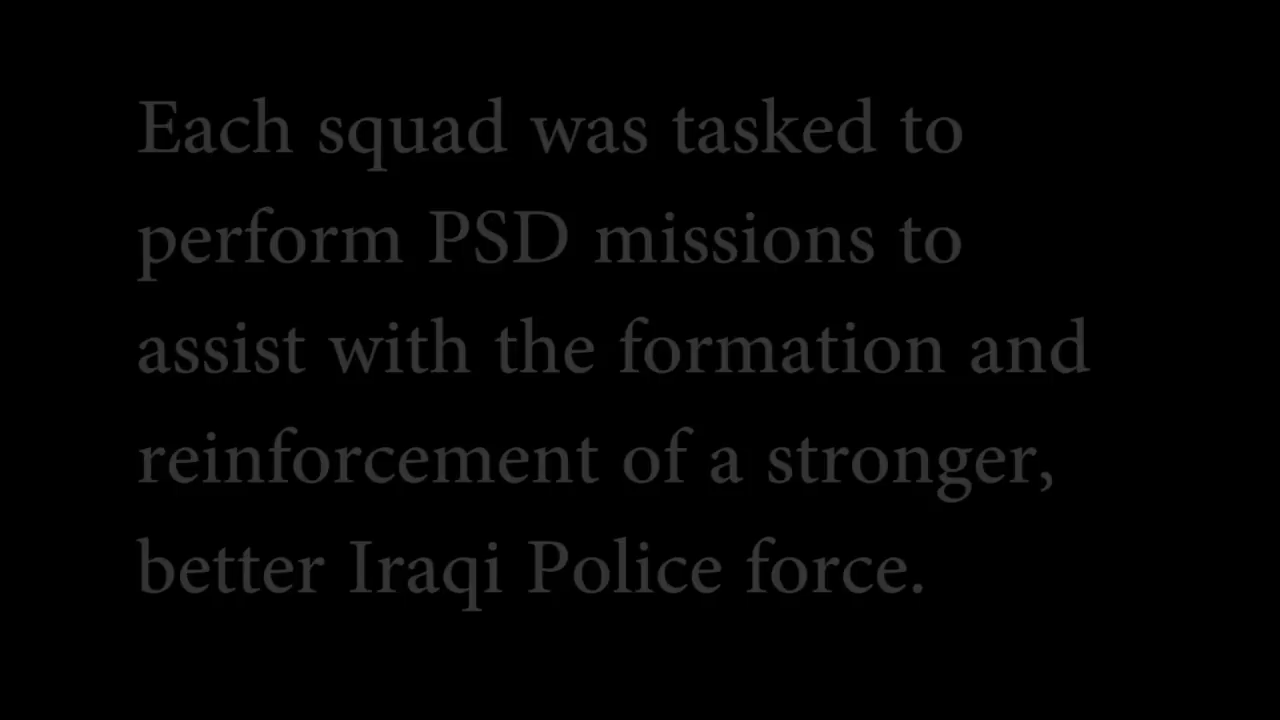 Each squad was tasked to
perform PSD missions to
assist with the formation and
reinforcement of a stronger,
better Iraqi Police force.